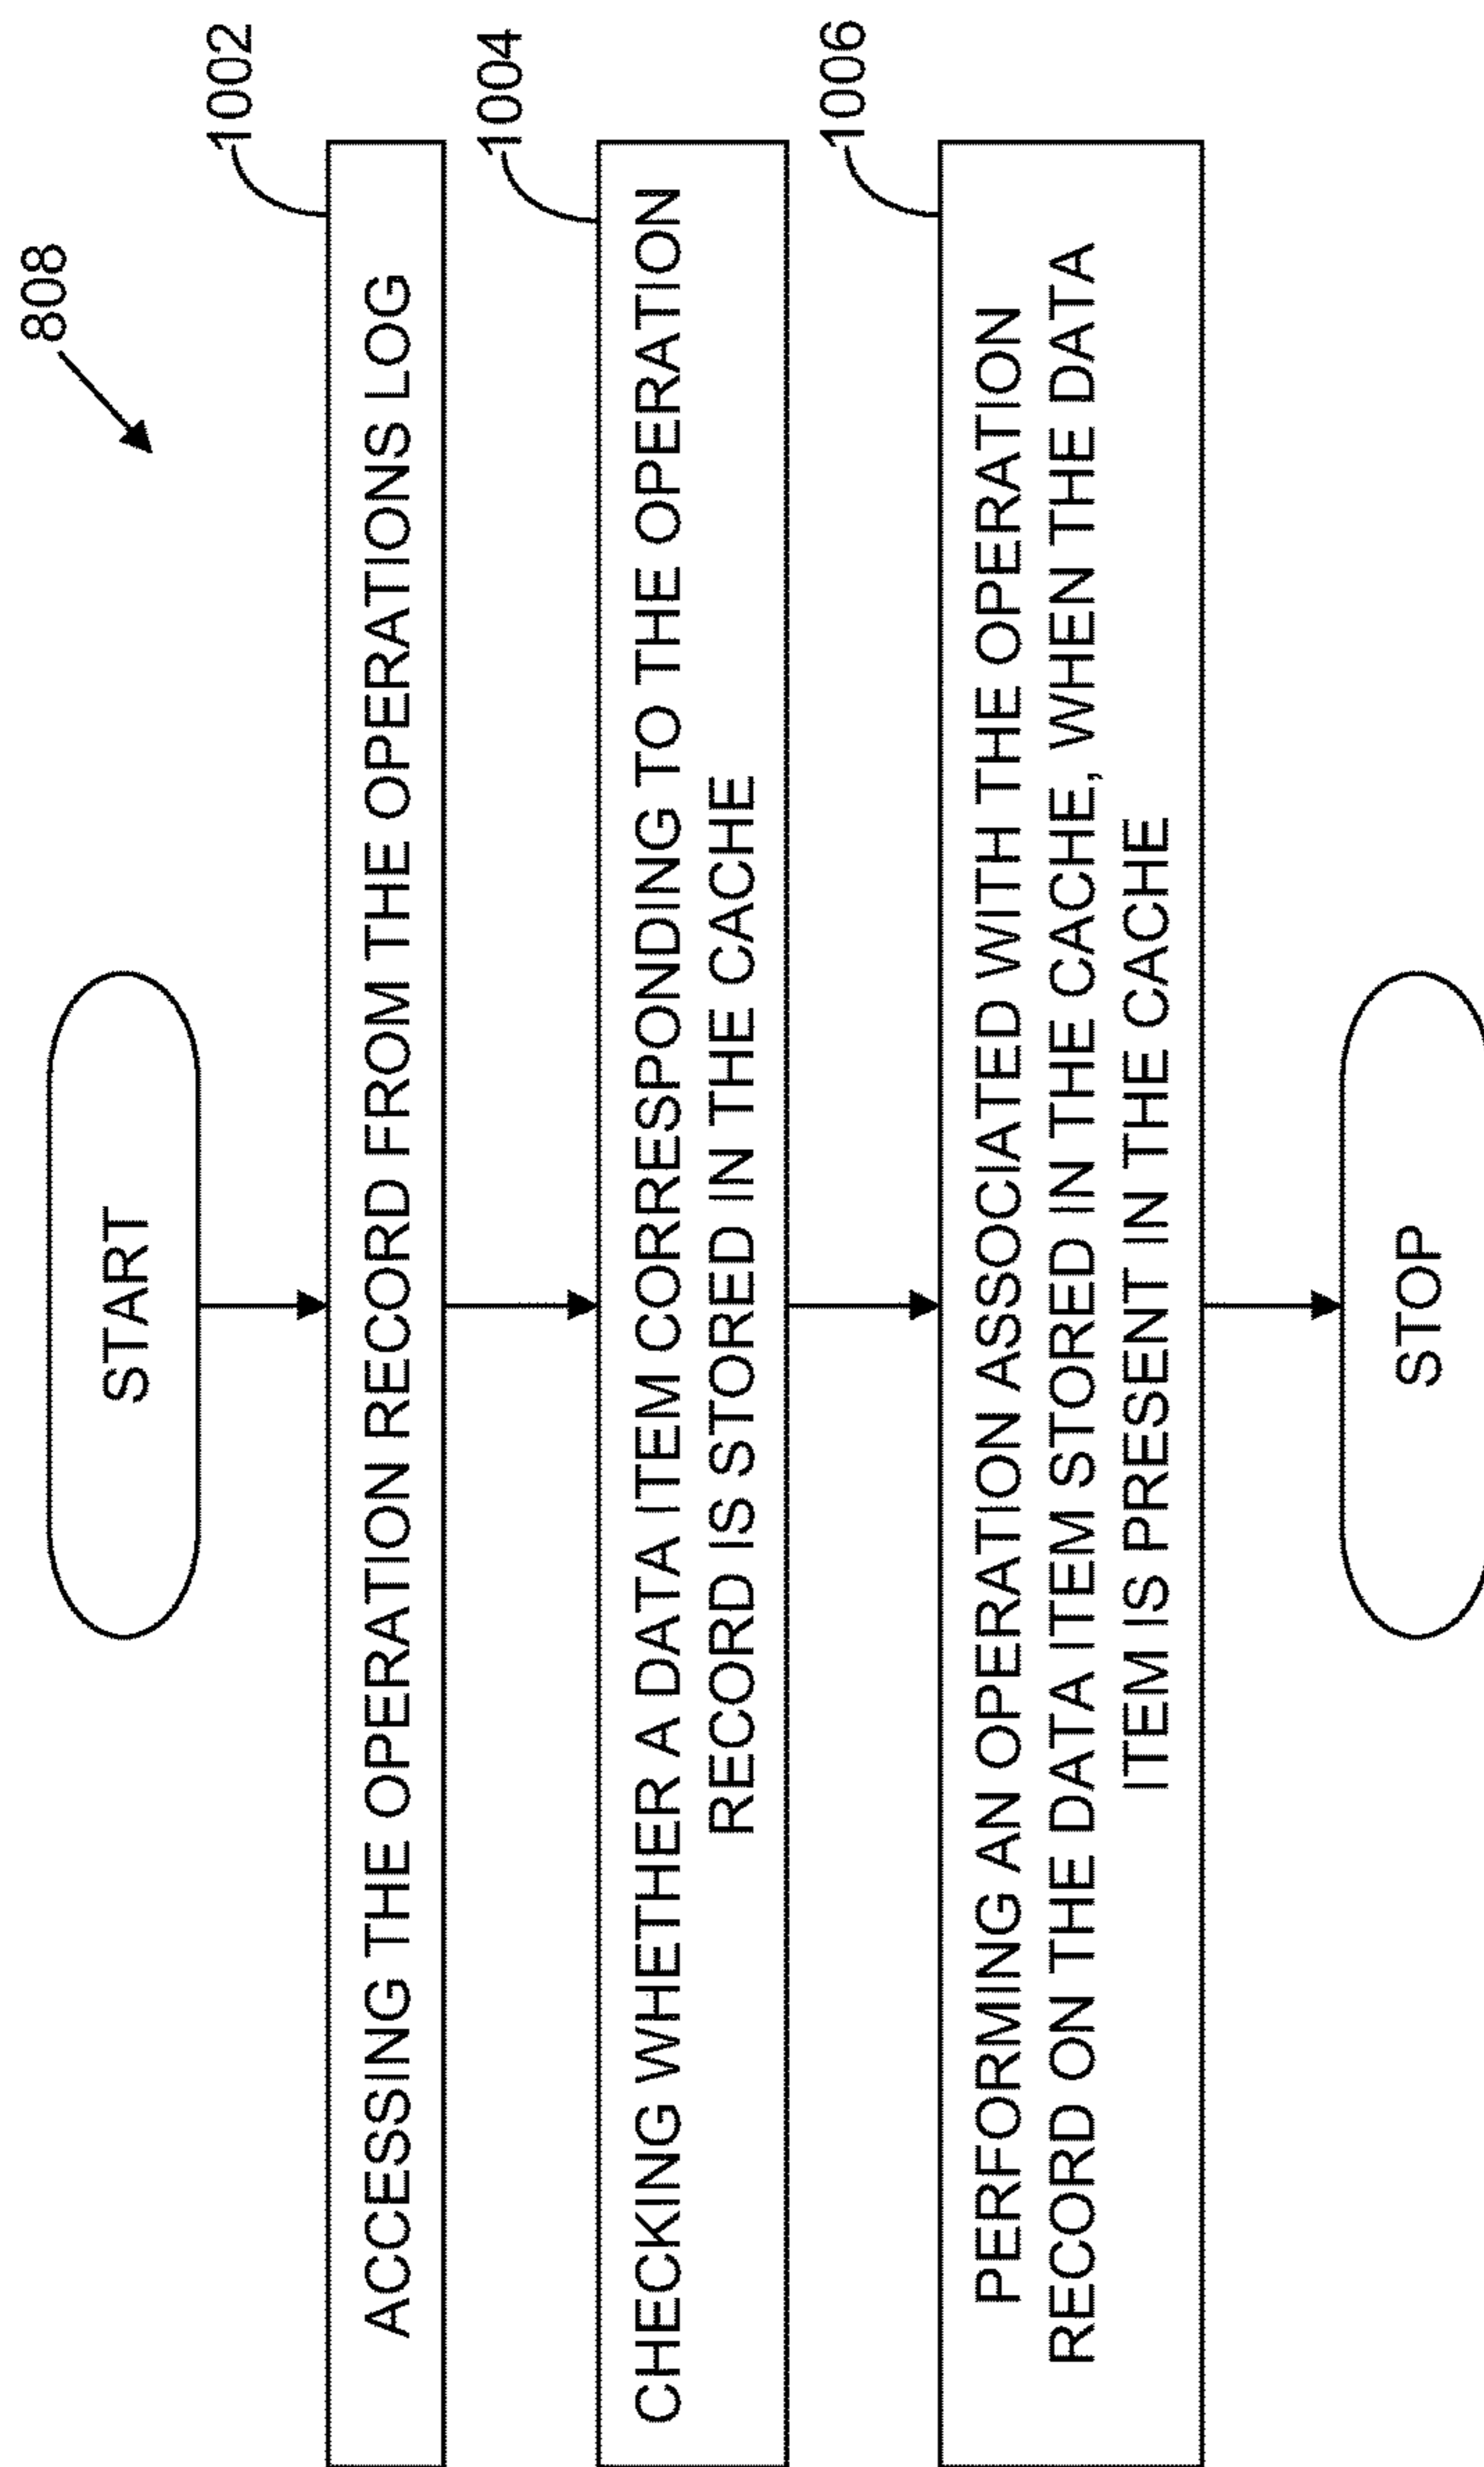 808
START
1002
ACCESSING THE OPERATION RECORD FROM THE OPERATIONS LOG
1004
CHECKING WHETHER A DATA ITEM CORRESPONDING TO THE OPERATION
RECORD IS STORED IN THE CACHE
1006
PERFORMING AN OPERATION ASSOCIATED WITH THE OPERATION
RECORD ON THE DATA ITEM STORED IN THE CACHE, WHEN THE DATA
ITEM IS PRESENT IN THE CACHE
STOP